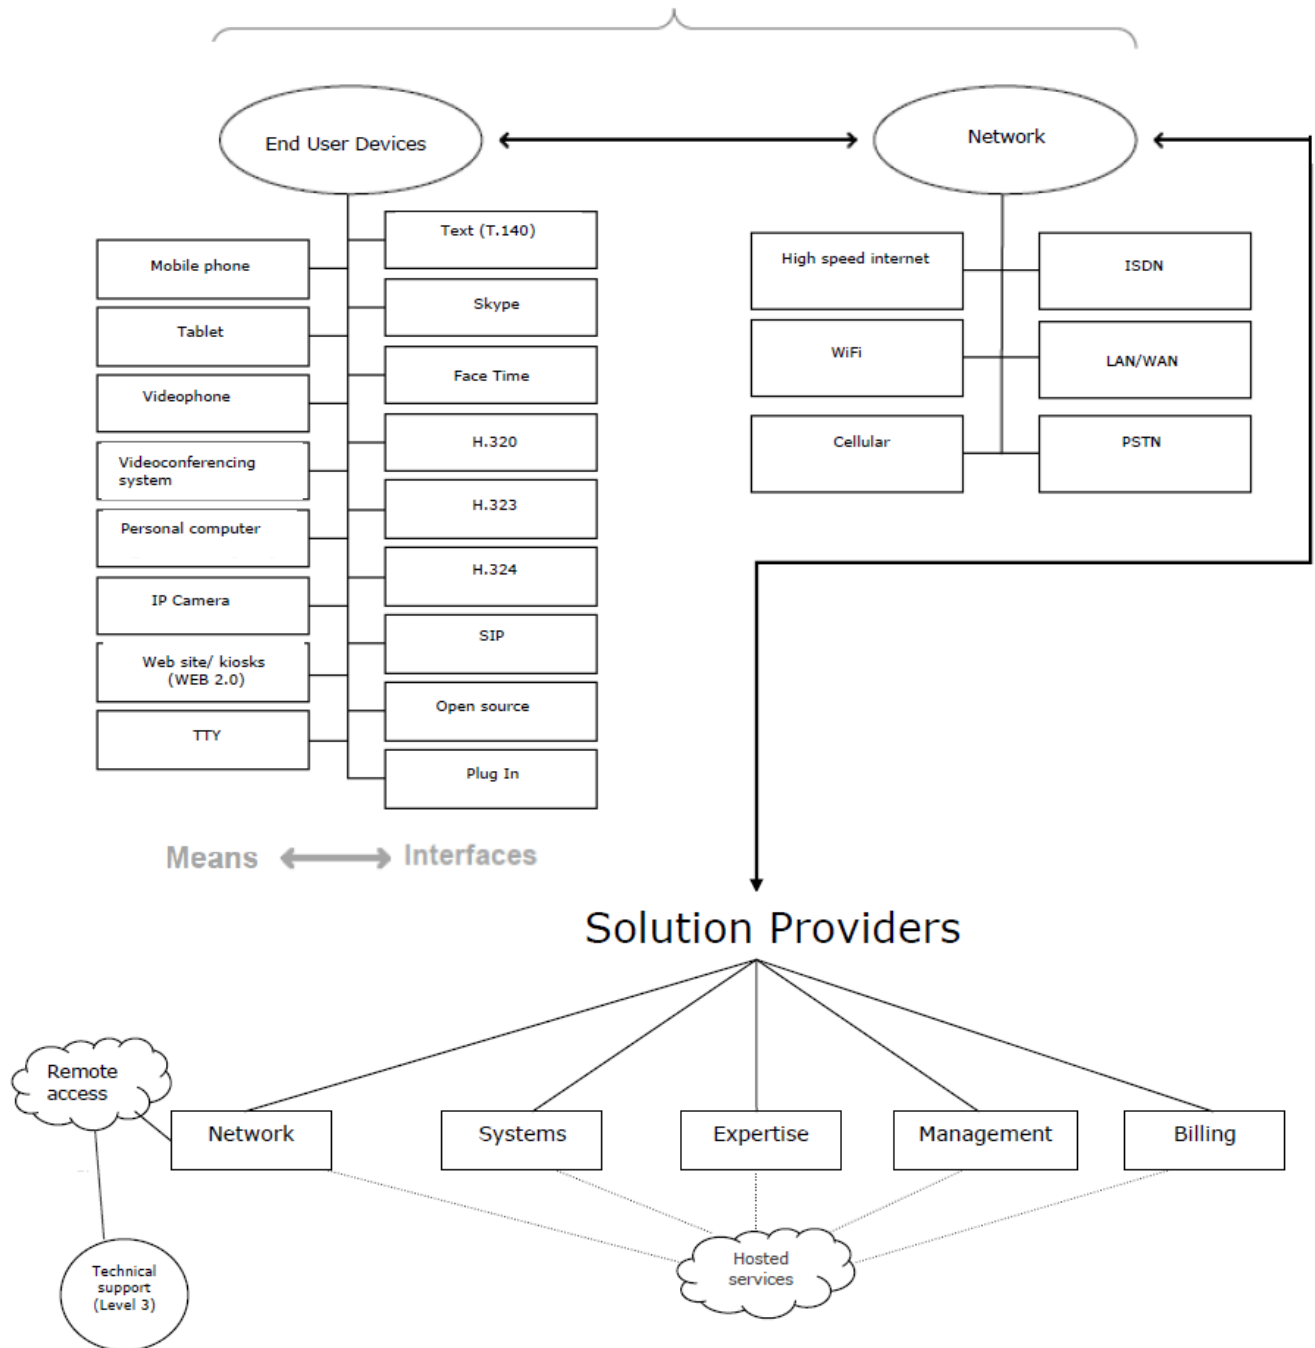 End User Devices
Network
Mobile phone
Tablet
Videophone
Videoconferencing
system
Personal computer
IP Camera
Web site/ kiosks
(WEB 2.0)
TTY
Text (T.140)
Skype
Face Time
H.320
H.323
H.324
SIP
Open source
Plug In
High speed internet
WiFi
Cellular
ISDN
LAN/WAN
PSTN
Means
Interfaces
Solution Providers
Remote
access
Network
Systems
Expertise
Management
Billing
Technical
support
(Level 3)
Hosted
services